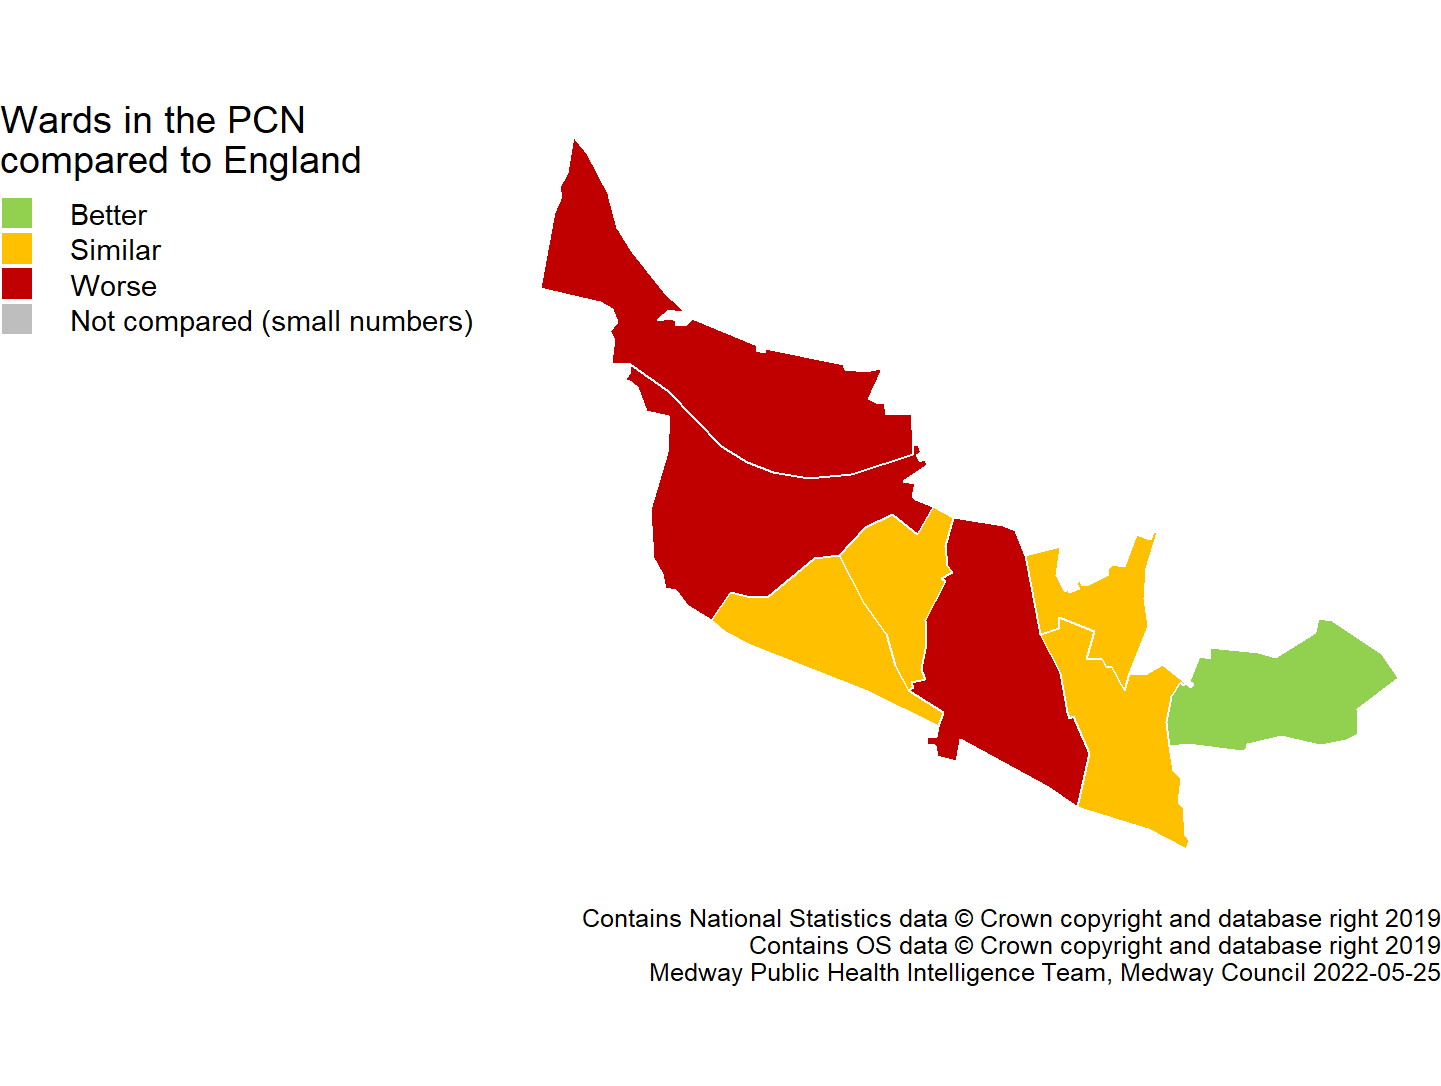 Wards in the PCN
compared to England
Better
Similar
Worse
Not compared (small numbers)
Contains National Statistics data © Crown copyright and database right 2019
Contains OS data © Crown copyright and database right 2019
Medway Public Health Intelligence Team, Medway Council 2022-05-25